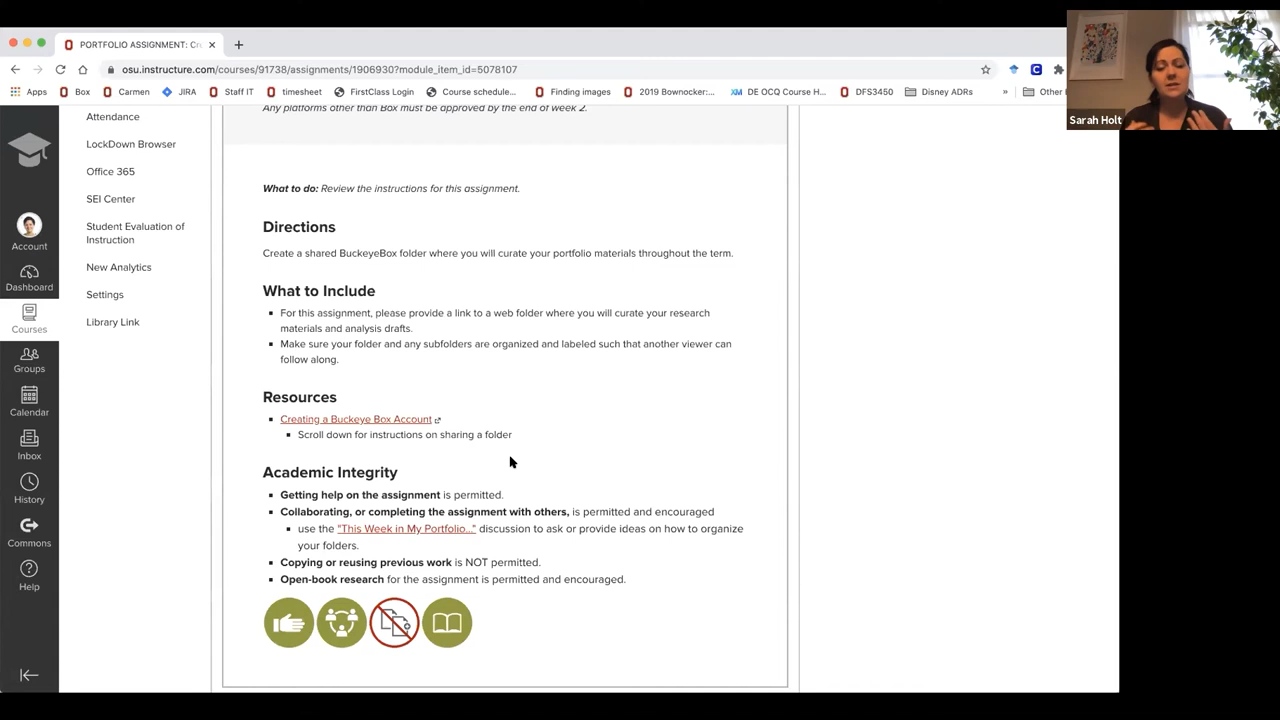 PORTFOLIO ASSIGNMENT: Cr
osu.instructure.com/courses/91738/assignments/1906930?module_item_id=5078107
Apps Box Carmen JIRA Staff IT timesheet FirstClass Login Course schedule... Finding images 2019 Bownocker:... DE OCQ Course H... DFS3450 Disney ADRs » Other
Sarah Holt
Any platforms other than Box must be approved by the end of week 2.
Attendance
LockDown Browser
Office 365
SEI Center
Student Evaluation of
Instruction
New Analytics
Settings
Library Link
Account
Dashboard
Courses
Groups
Calendar
Inbox
History
Commons
Help
What to do: Review the instructions for this assignment.
Directions
Create a shared BuckeyeBox folder where you will curate your portfolio materials throughout the term.
What to Include
For this assignment, please provide a link to a web folder where you will curate your research
materials and analysis drafts.
Make sure your folder and any subfolders are organized and labeled such that another viewer can
follow along.
Resources
Creating a Buckeye Box Account
Scroll down for instructions on sharing a folder
Academic Integrity
Getting help on the assignment is permitted.
Collaborating, or completing the assignment with others, is permitted and encouraged
use the "This Week in My Portfolio..." discussion to ask or provide ideas on how to organize
your folders.
Copying or reusing previous work is NOT permitted.
Open-book research for the assignment is permitted and encouraged.